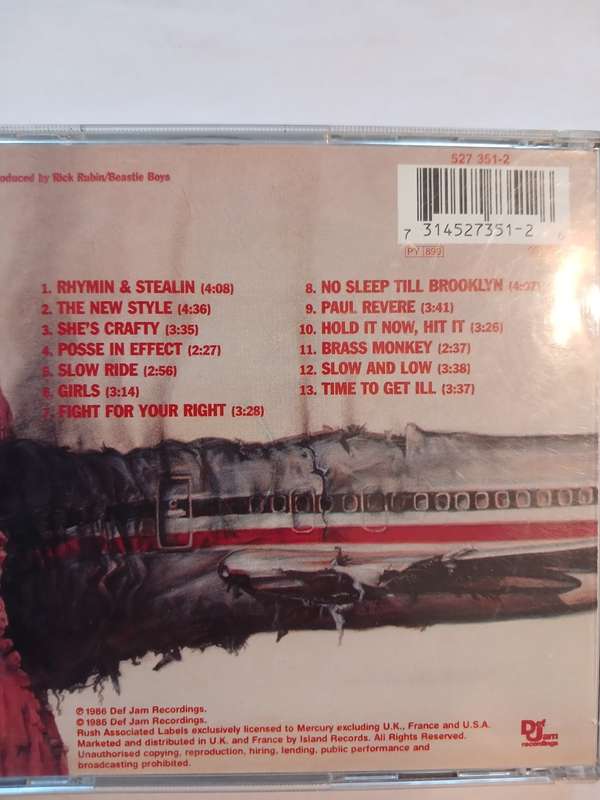 527 351-2
oduced by Rick Rubin/Beastie Boys
7 314527351-2 6
PY 899
1. RHYMIN & STEALIN (4:08)
2. THE NEW STYLE (4:36)
3. SHE'S CRAFTY (3:35)
4. POSSE IN EFFECT (2:27)
5. SLOW RIDE (2:56)
6. GIRLS (3:14)
7. FIGHT FOR YOUR RIGHT (3:28)
8. NO SLEEP TILL BROOKLYN (4:07)
9. PAUL REVERE (3:41)
10. HOLD IT NOW, HIT IT (3:26)
11. BRASS MONKEY (2:37)
12. SLOW AND LOW (3:38)
13. TIME TO GET ILL (3:37)
℗ 1986 Def Jam Recordings.
© 1986 Def Jam Recordings.
Rush Associated Labels exclusively licensed to Mercury excluding U.K., France and U.S.A.
Marketed and distributed in U.K. and France by Island Records. All Rights Reserved.
Unauthorised copying, reproduction, hiring, lending, public performance and
broadcasting prohibited.
Def
Jam
recordings